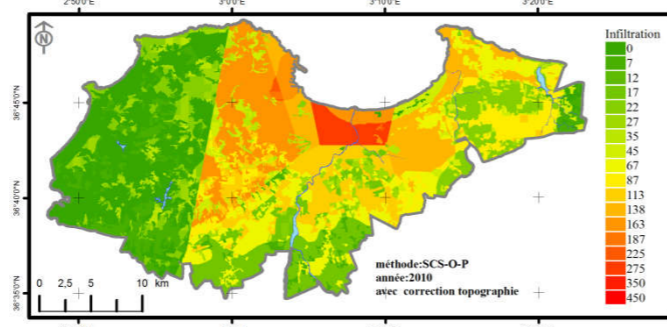 2°50'0"E 3°0'0"E 3°10'0"E 3°20'0"E
N
36°45'0"N
36°40'0"N
36°35'0"N
Infiltration
0
7
12
17
22
27
35
45
67
87
113
138
163
187
225
275
350
450
méthode:SCS-O-P
année:2010
avec correction topographie
0 2,5 5 10 km